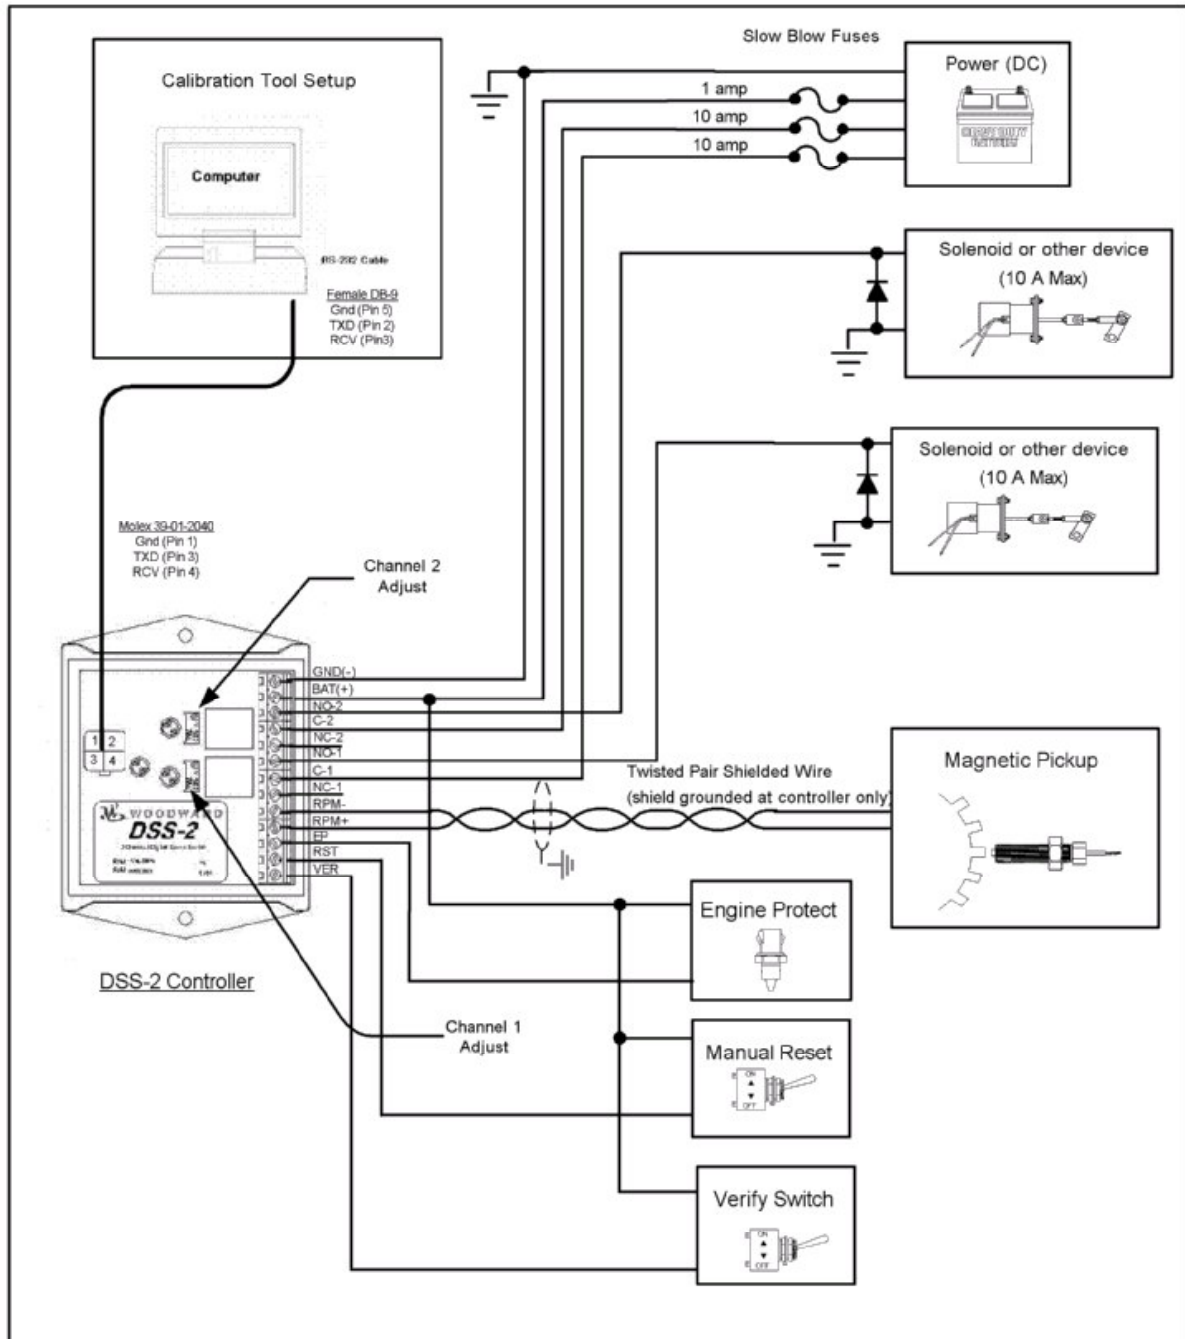 Slow Blow Fuses
Calibration Tool Setup
Computer
RS-232 Cable
Female DB-9
Gnd (Pin 5)
TXD (Pin 2)
RCV (Pin3)
1 amp
10 amp
10 amp
Power (DC)
BATTERY
Solenoid or other device
(10 A Max)
Solenoid or other device
(10 A Max)
Molex 39-01-2040
Gnd (Pin 1)
TXD (Pin 3)
RCV (Pin 4)
Channel 2
Adjust
GND(-)
BAT(+)
NO-2
C-2
NC-2
NO-1
C-1
NC-1
RPM-
RPM+
EP
RST
VER
1 2
3 4
WOODWARD
DSS-2
DSS-2 Controller
Channel 1
Adjust
Twisted Pair Shielded Wire
(shield grounded at controller only)
Magnetic Pickup
Engine Protect
Manual Reset
ON
OFF
Verify Switch
ON
OFF